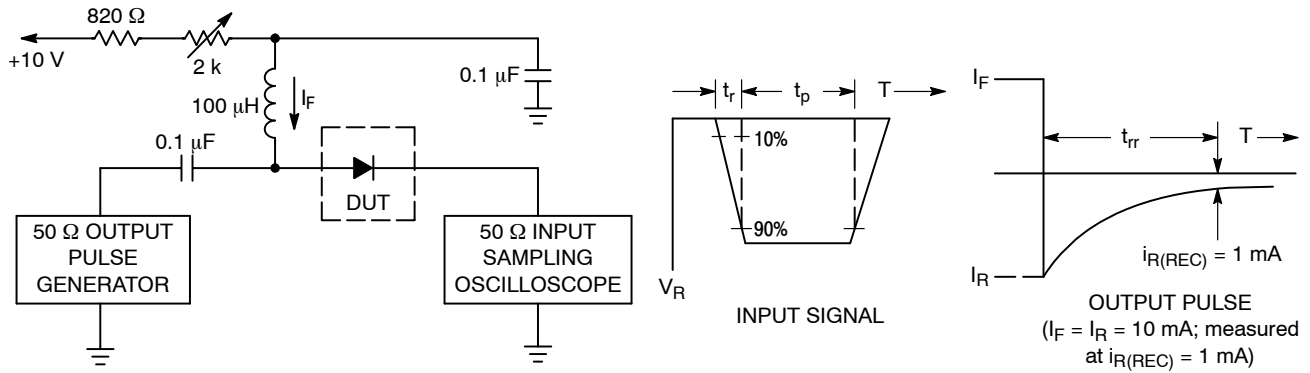 820 Ω
+10 V
2 k
100 μH
I_F
0.1 μF
0.1 μF
DUT
50 Ω OUTPUT
PULSE
GENERATOR
50 Ω INPUT
SAMPLING
OSCILLOSCOPE
t_r
t_p
T
10%
90%
V_R
INPUT SIGNAL
I_F
t_rr
T
I_R
i_R(REC) = 1 mA
OUTPUT PULSE
(I_F = I_R = 10 mA; measured
at i_R(REC) = 1 mA)